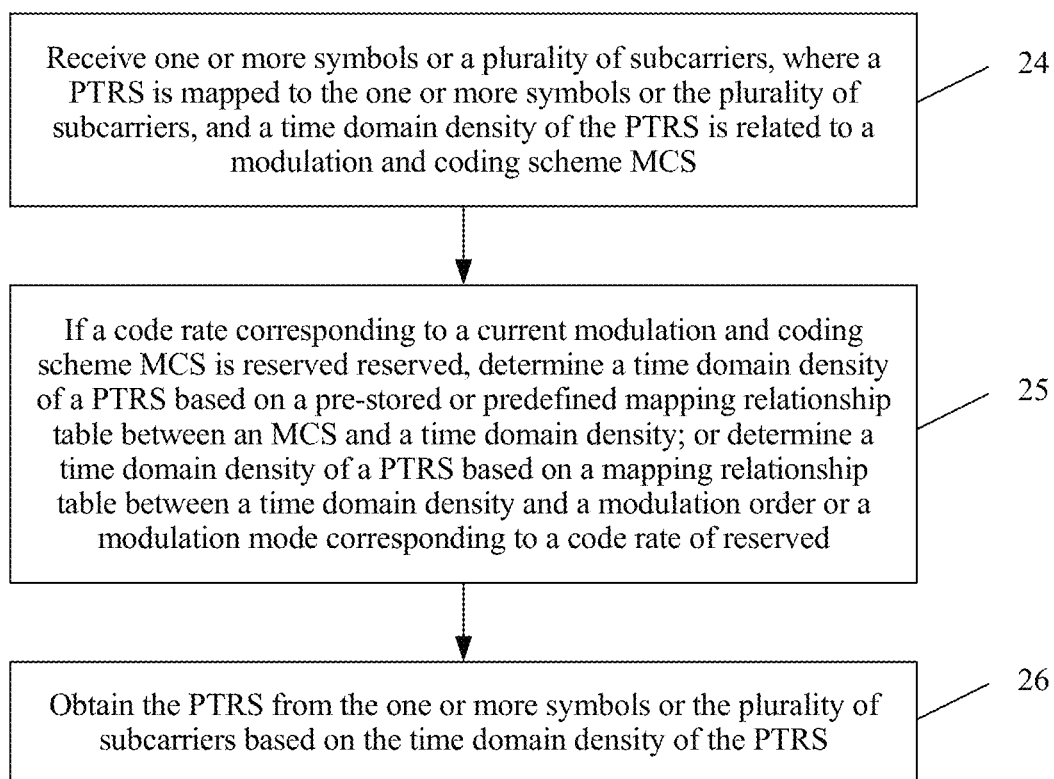 Receive one or more symbols or a plurality of subcarriers, where a
PTRS is mapped to the one or more symbols or the plurality of
subcarriers, and a time domain density of the PTRS is related to a
modulation and coding scheme MCS
24
If a code rate corresponding to a current modulation and coding
scheme MCS is reserved reserved, determine a time domain density
of a PTRS based on a pre-stored or predefined mapping relationship
table between an MCS and a time domain density; or determine a
time domain density of a PTRS based on a mapping relationship
table between a time domain density and a modulation order or a
modulation mode corresponding to a code rate of reserved
25
Obtain the PTRS from the one or more symbols or the plurality of
subcarriers based on the time domain density of the PTRS
26